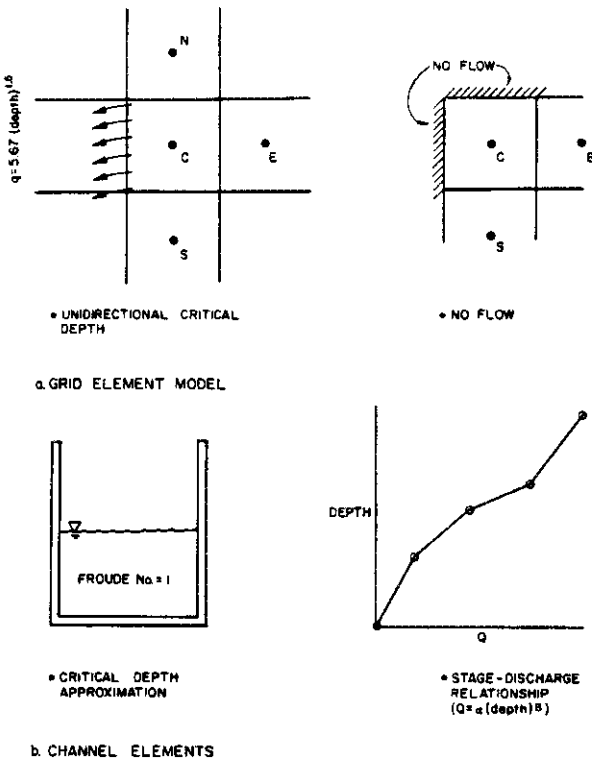 N
NO FLOW
q=5.67 (depth)^1.5
C
E
C
E
S
S
• UNIDIRECTIONAL CRITICAL
DEPTH
• NO FLOW
a. GRID ELEMENT MODEL
DEPTH
FROUDE No. = 1
Q
• CRITICAL DEPTH
APPROXIMATION
• STAGE-DISCHARGE
RELATIONSHIP
(Q=α(depth)^β)
b. CHANNEL ELEMENTS